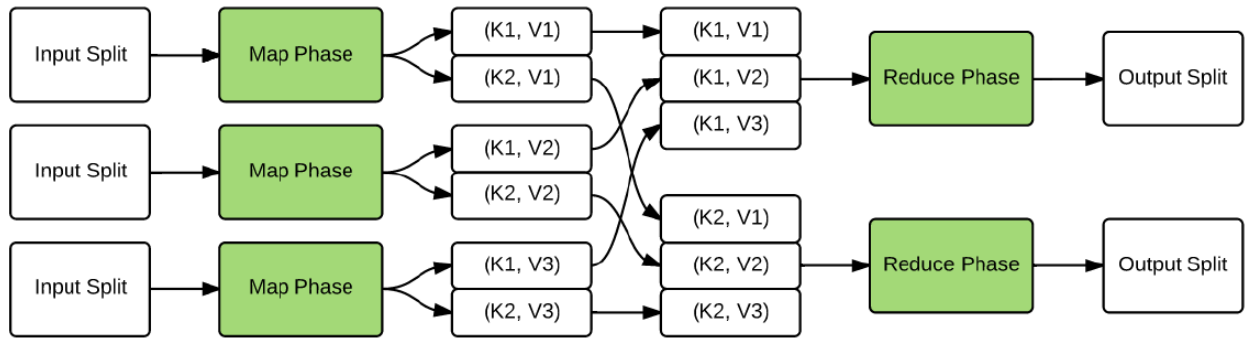 Input Split
Map Phase
(K1, V1)
(K2, V1)
Input Split
Map Phase
(K1, V2)
(K2, V2)
Input Split
Map Phase
(K1, V3)
(K2, V3)
(K1, V1)
(K1, V2)
(K1, V3)
Reduce Phase
Output Split
(K2, V1)
(K2, V2)
(K2, V3)
Reduce Phase
Output Split